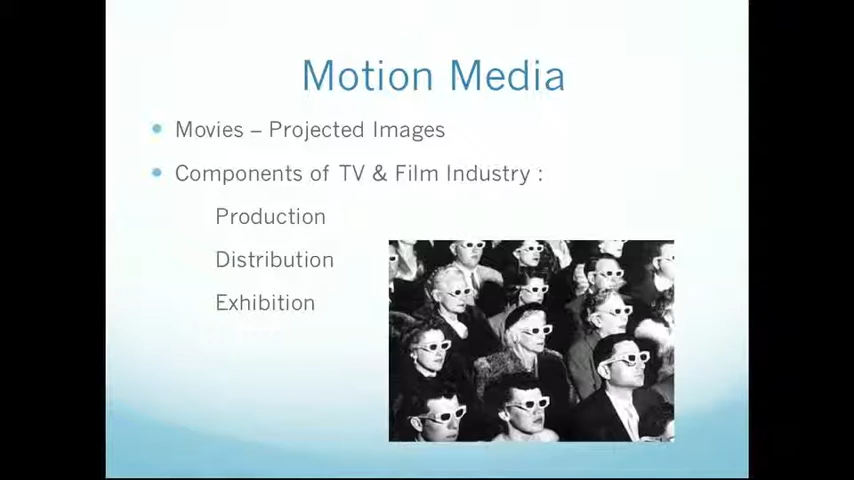 Motion Media
Movies – Projected Images
Components of TV & Film Industry :
Production
Distribution
Exhibition